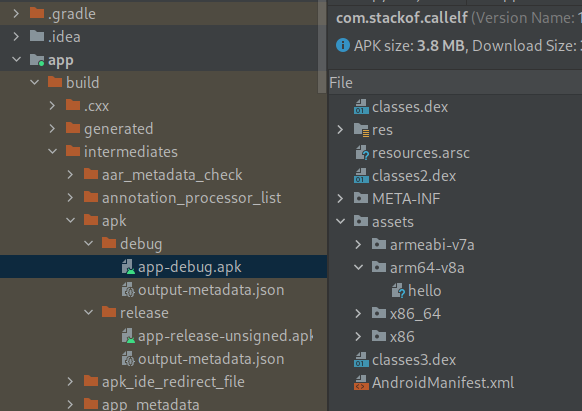 .gradle
.idea
app
build
.cxx
generated
intermediates
aar_metadata_check
annotation_processor_list
apk
debug
app-debug.apk
output-metadata.json
release
app-release-unsigned.apk
output-metadata.json
apk_ide_redirect_file
app_metadata
com.stackof.callelf (Version Name: 1
APK size: 3.8 MB, Download Size: 3
File
classes.dex
res
resources.arsc
classes2.dex
META-INF
assets
armeabi-v7a
arm64-v8a
hello
x86_64
x86
classes3.dex
AndroidManifest.xml